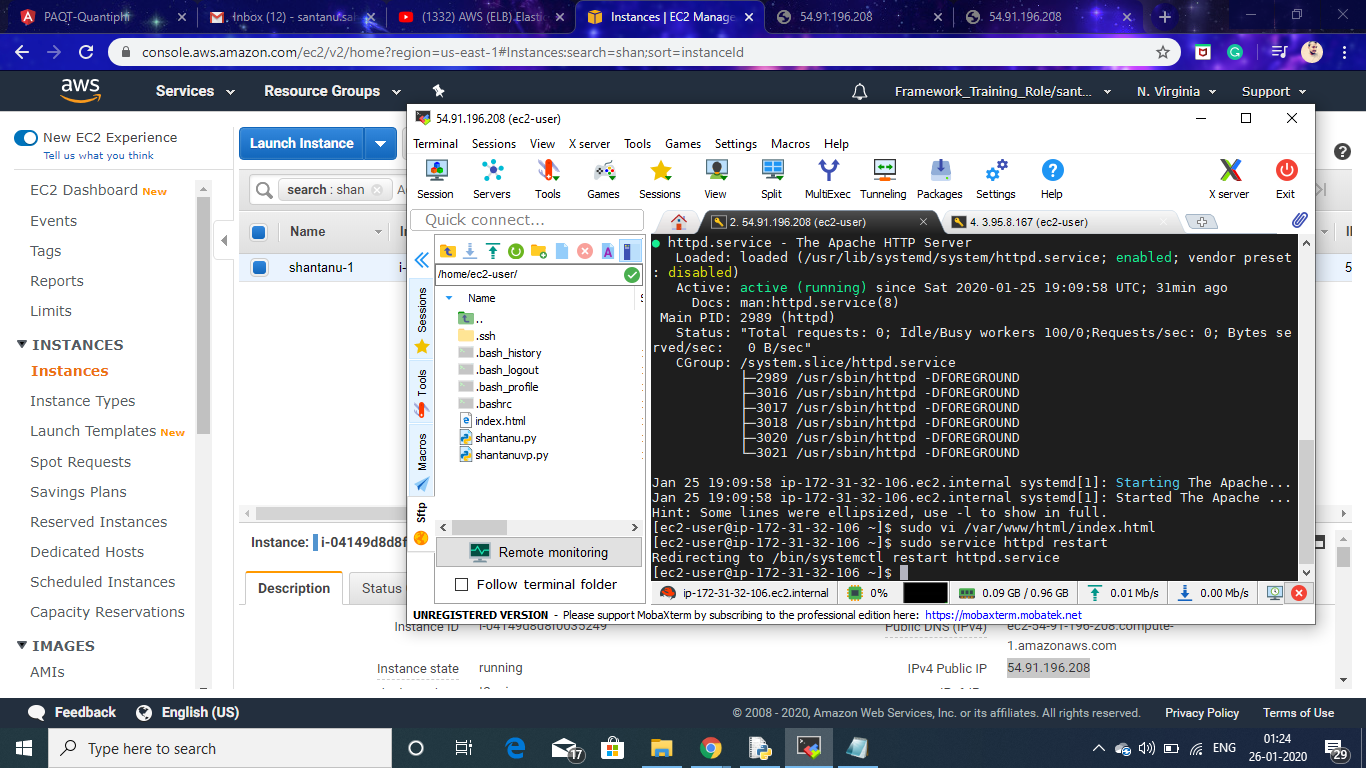 PAQT-Quantiphi
Inbox (12) - santanu.sal
(1332) AWS (ELB).Elastic
Instances | EC2 Manage
54.91.196.208
54.91.196.208
console.aws.amazon.com/ec2/v2/home?region=us-east-1#Instances:search=shan;sort=instanceId
aws
Services
Resource Groups
Framework_Training_Role/sant...
N. Virginia
Support
New EC2 Experience
Tell us what you think
EC2 Dashboard New
Events
Tags
Reports
Limits
INSTANCES
Instances
Instance Types
Launch Templates New
Spot Requests
Savings Plans
Reserved Instances
Dedicated Hosts
Scheduled Instances
Capacity Reservations
IMAGES
AMIs
Launch Instance
search : shan
Name
shantanu-1
i-
Instance:
i-04149d8d8f
Description
Status
54.91.196.208 (ec2-user)
Terminal Sessions View X server Tools Games Settings Macros Help
Session Servers Tools Games Sessions View Split MultiExec Tunneling Packages Settings Help X server Exit
Quick connect...
2. 54.91.196.208 (ec2-user)
4. 3.95.8.167 (ec2-user)
Sessions
Tools
Macros
Sftp
/home/ec2-user/
Name
..
.ssh
.bash_history
.bash_logout
.bash_profile
.bashrc
index.html
shantanu.py
shantanuvp.py
Remote monitoring
Follow terminal folder
● httpd.service - The Apache HTTP Server
Loaded: loaded (/usr/lib/systemd/system/httpd.service; enabled; vendor preset
: disabled)
Active: active (running) since Sat 2020-01-25 19:09:58 UTC; 31min ago
Docs: man:httpd.service(8)
Main PID: 2989 (httpd)
Status: "Total requests: 0; Idle/Busy workers 100/0;Requests/sec: 0; Bytes se
rved/sec:   0 B/sec"
CGroup: /system.slice/httpd.service
├─2989 /usr/sbin/httpd -DFOREGROUND
├─3016 /usr/sbin/httpd -DFOREGROUND
├─3017 /usr/sbin/httpd -DFOREGROUND
├─3018 /usr/sbin/httpd -DFOREGROUND
├─3020 /usr/sbin/httpd -DFOREGROUND
└─3021 /usr/sbin/httpd -DFOREGROUND
Jan 25 19:09:58 ip-172-31-32-106.ec2.internal systemd[1]: Starting The Apache...
Jan 25 19:09:58 ip-172-31-32-106.ec2.internal systemd[1]: Started The Apache ...
Hint: Some lines were ellipsized, use -l to show in full.
[ec2-user@ip-172-31-32-106 ~]$ sudo vi /var/www/html/index.html
[ec2-user@ip-172-31-32-106 ~]$ sudo service httpd restart
Redirecting to /bin/systemctl restart httpd.service
[ec2-user@ip-172-31-32-106 ~]$
ip-172-31-32-106.ec2.internal
0%
0.09 GB / 0.96 GB
0.01 Mb/s
0.00 Mb/s
UNREGISTERED VERSION - Please support MobaXterm by subscribing to the professional edition here: https://mobaxterm.mobatek.net
Instance ID
i-04149d8d8f0035249
Public DNS (IPv4)
ec2-54-91-196-208.compute-
1.amazonaws.com
Instance state
running
IPv4 Public IP
54.91.196.208
Feedback
English (US)
© 2008 - 2020, Amazon Web Services, Inc. or its affiliates. All rights reserved.
Privacy Policy
Terms of Use
Type here to search
17
ENG
01:24
26-01-2020
29